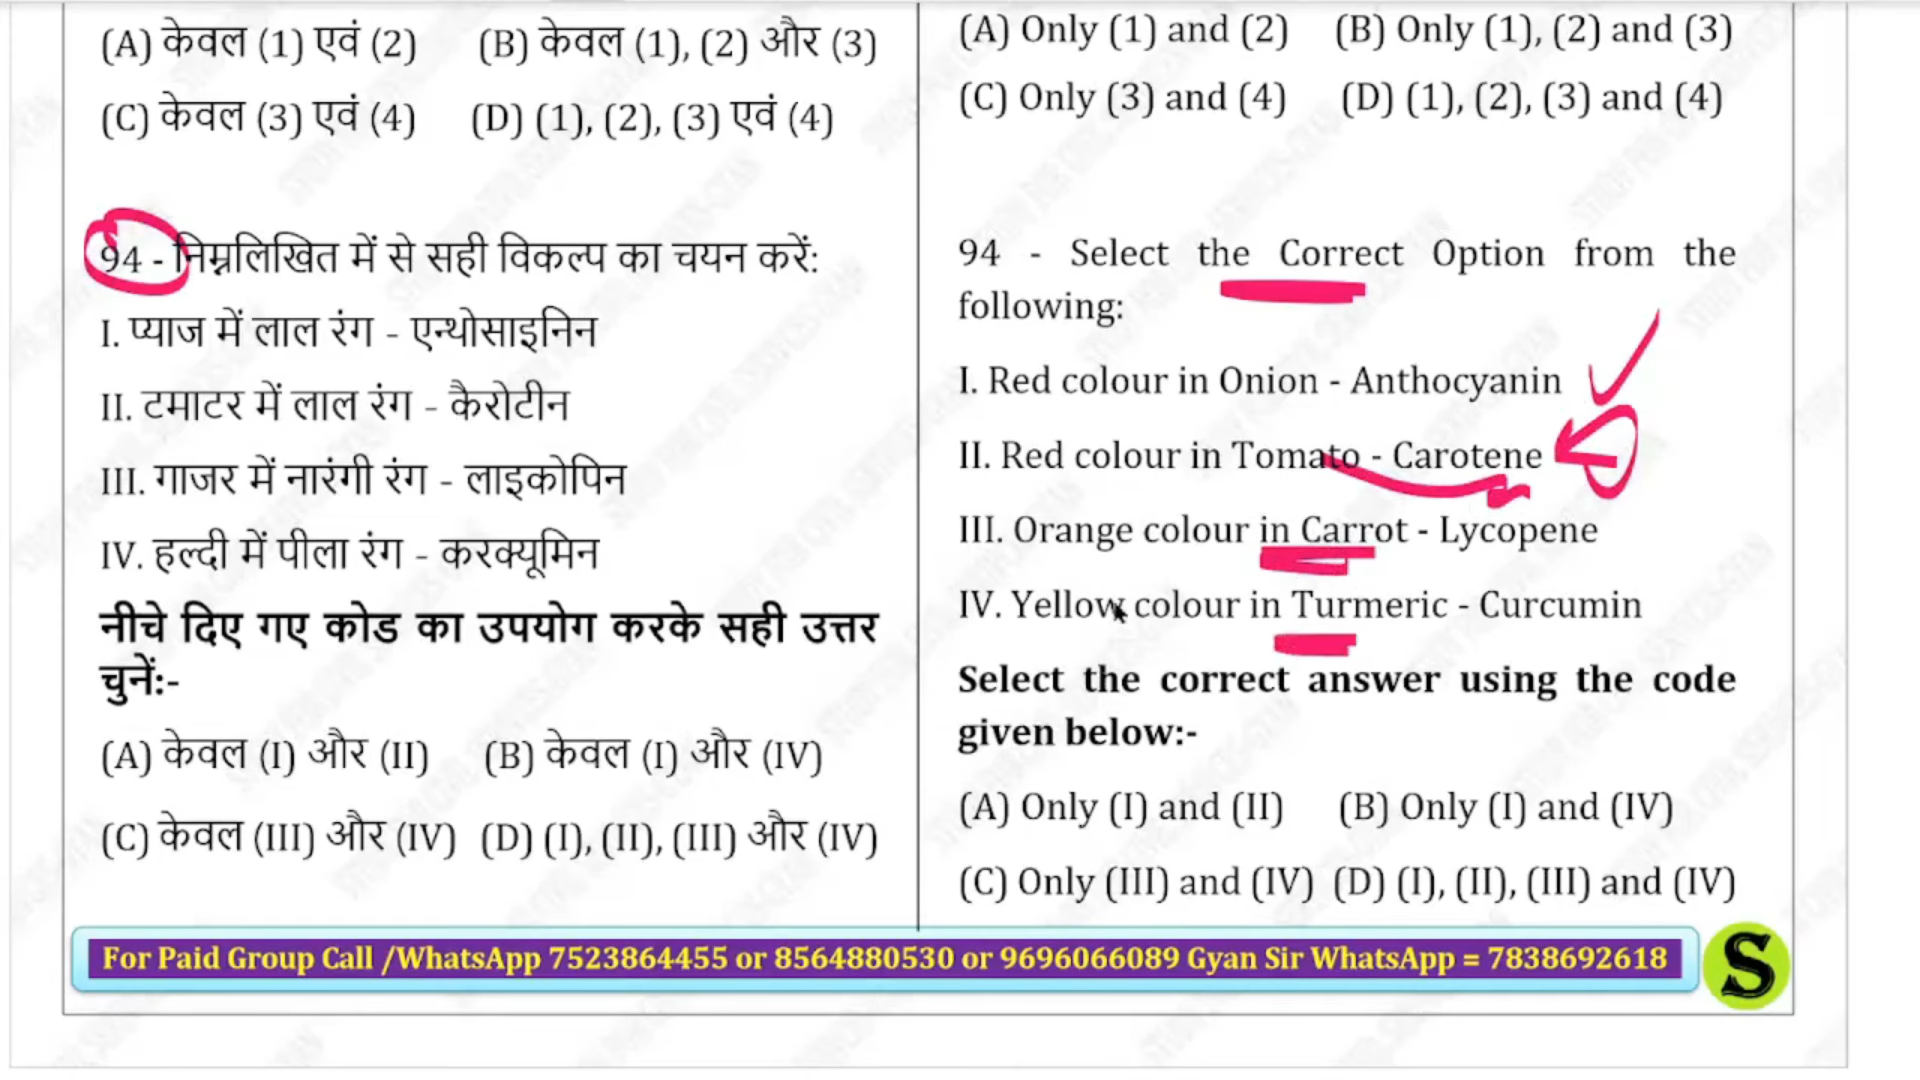 (A) केवल (1) एवं (2) (B) केवल (1), (2) और (3)
(C) केवल (3) एवं (4) (D) (1), (2), (3) एवं (4)
94 - निम्नलिखित में से सही विकल्प का चयन करें:
I. प्याज में लाल रंग - एन्थोसाइनिन
II. टमाटर में लाल रंग - कैरोटीन
III. गाजर में नारंगी रंग - लाइकोपिन
IV. हल्दी में पीला रंग - करक्यूमिन
नीचे दिए गए कोड का उपयोग करके सही उत्तर
चुनें:-
(A) केवल (I) और (II) (B) केवल (I) और (IV)
(C) केवल (III) और (IV) (D) (I), (II), (III) और (IV)
(A) Only (1) and (2) (B) Only (1), (2) and (3)
(C) Only (3) and (4) (D) (1), (2), (3) and (4)
94 - Select the Correct Option from the
following:
I. Red colour in Onion - Anthocyanin
II. Red colour in Tomato - Carotene
III. Orange colour in Carrot - Lycopene
IV. Yellow colour in Turmeric - Curcumin
Select the correct answer using the code
given below:-
(A) Only (I) and (II) (B) Only (I) and (IV)
(C) Only (III) and (IV) (D) (I), (II), (III) and (IV)
For Paid Group Call /WhatsApp 7523864455 or 8564880530 or 9696066089 Gyan Sir WhatsApp = 7838692618
S